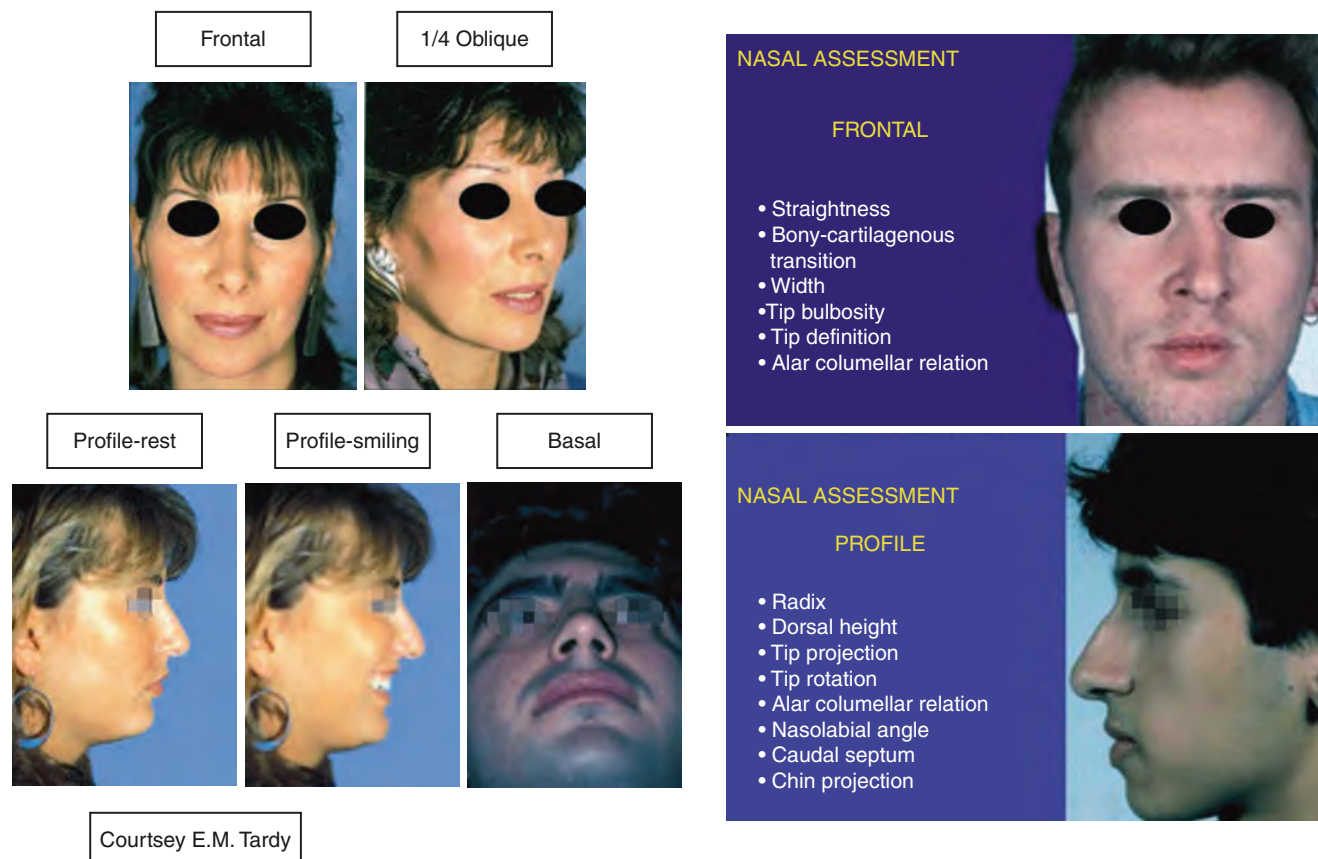 Frontal
1/4 Oblique
Profile-rest
Profile-smiling
Basal
Courtsey E.M. Tardy
NASAL ASSESSMENT
FRONTAL
• Straightness
• Bony-cartilagenous
transition
• Width
•Tip bulbosity
• Tip definition
• Alar columellar relation
NASAL ASSESSMENT
PROFILE
• Radix
• Dorsal height
• Tip projection
• Tip rotation
• Alar columellar relation
• Nasolabial angle
• Caudal septum
• Chin projection